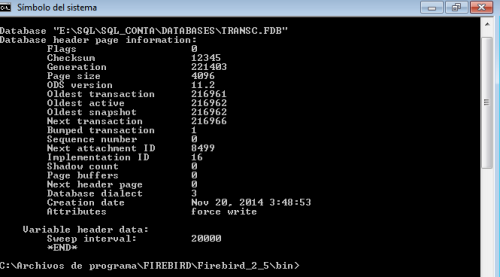 Símbolo del sistema
Database "E:\SQL\SQL_CONTA\DATABASES\TRANSC.FDB"
Database header page information:
Flags 0
Checksum 12345
Generation 221403
Page size 4096
ODS version 11.2
Oldest transaction 216961
Oldest active 216962
Oldest snapshot 216962
Next transaction 216966
Bumped transaction 1
Sequence number 0
Next attachment ID 8499
Implementation ID 16
Shadow count 0
Page buffers 0
Next header page 0
Database dialect 3
Creation date Nov 20, 2014 3:48:53
Attributes force write
Variable header data:
Sweep interval: 20000
*END*
C:\Archivos de programa\FIREBIRD\Firebird_2_5\bin>